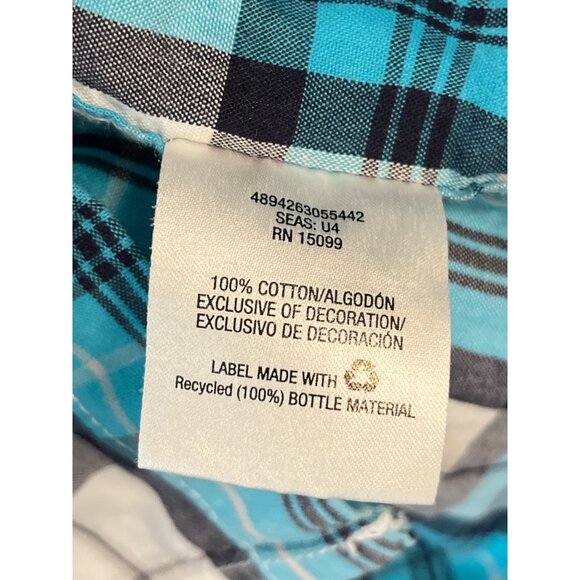 4894263055442
SEAS: U4
RN 15099
100% COTTON/ALGODÓN
EXCLUSIVE OF DECORATION/
EXCLUSIVO DE DECORACIÓN
LABEL MADE WITH
Recycled (100%) BOTTLE MATERIAL